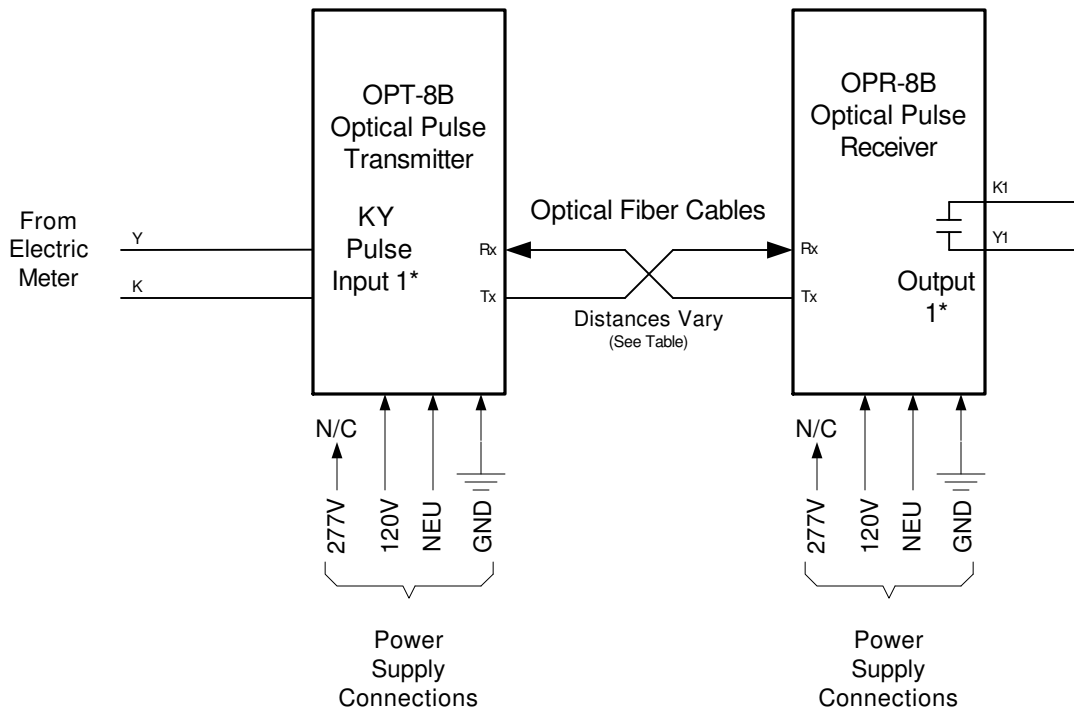 OPT-8B
Optical Pulse
Transmitter
KY
Pulse
Input 1*
From
Electric
Meter
Y
K
Rx
Tx
Optical Fiber Cables
Distances Vary
(See Table)
OPR-8B
Optical Pulse
Receiver
Rx
Tx
K1
Y1
Output
1*
N/C
277V
120V
NEU
GND
Power
Supply
Connections
N/C
277V
120V
NEU
GND
Power
Supply
Connections